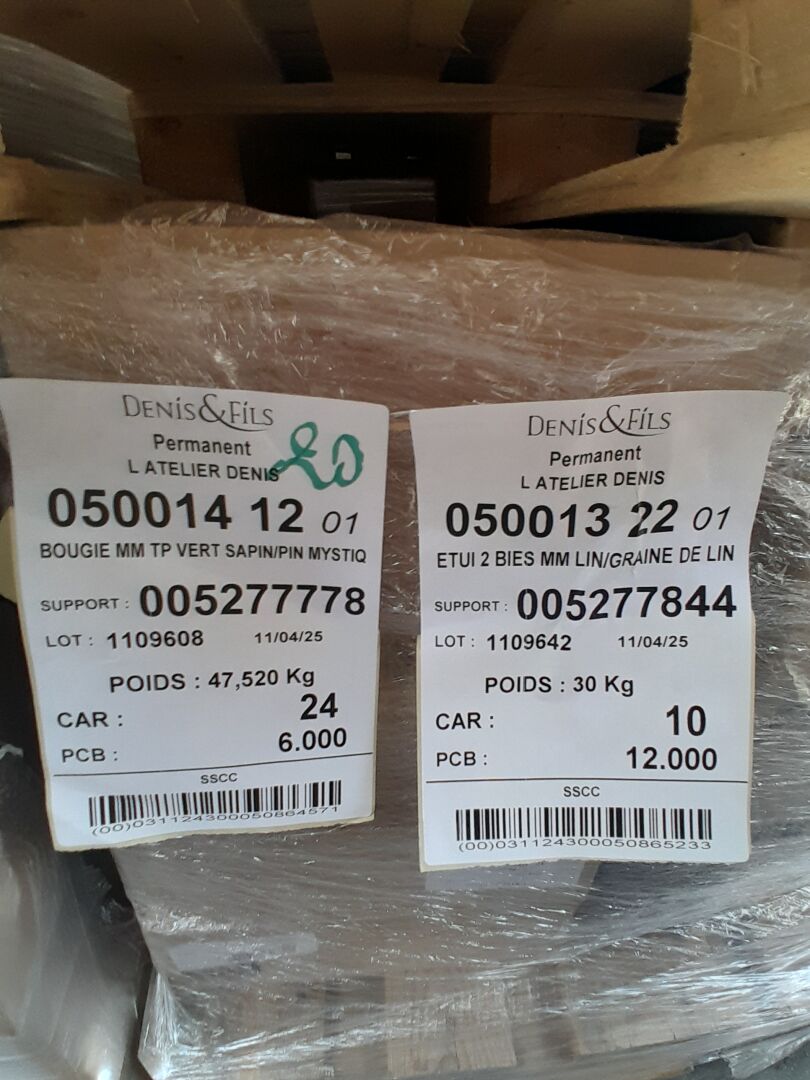 DENIS&FILS
Permanent
L ATELIER DENIS
20
050014 12 01
BOUGIE MM TP VERT SAPIN/PIN MYSTIQ
SUPPORT : 005277778
LOT : 1109608 11/04/25
POIDS : 47,520 Kg
CAR : 24
PCB : 6.000
SSCC
(00)031124300050864571
DENIS&FILS
Permanent
L ATELIER DENIS
050013 22 01
ETUI 2 BIES MM LIN/GRAINE DE LIN
SUPPORT : 005277844
LOT : 1109642 11/04/25
POIDS : 30 Kg
CAR : 10
PCB : 12.000
SSCC
(00)031124300050865233